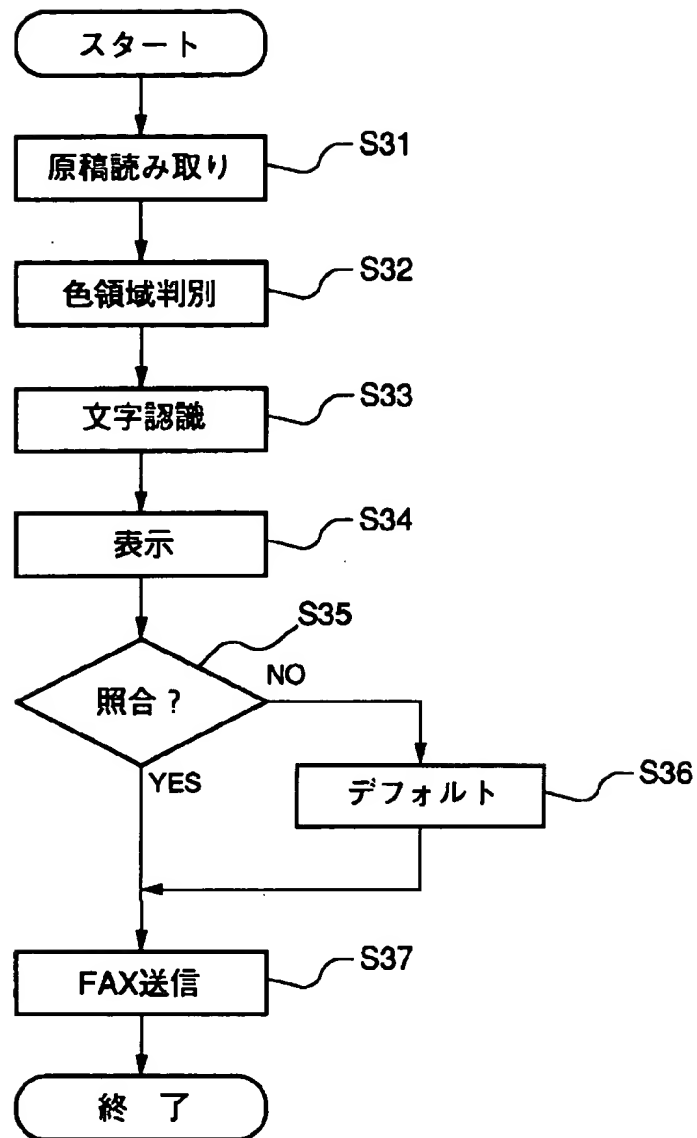 スタート
原稿読み取り
S31
色領域判別
S32
文字認識
S33
表示
S34
S35
照合?
NO
YES
デフォルト
S36
FAX送信
S37
終 了